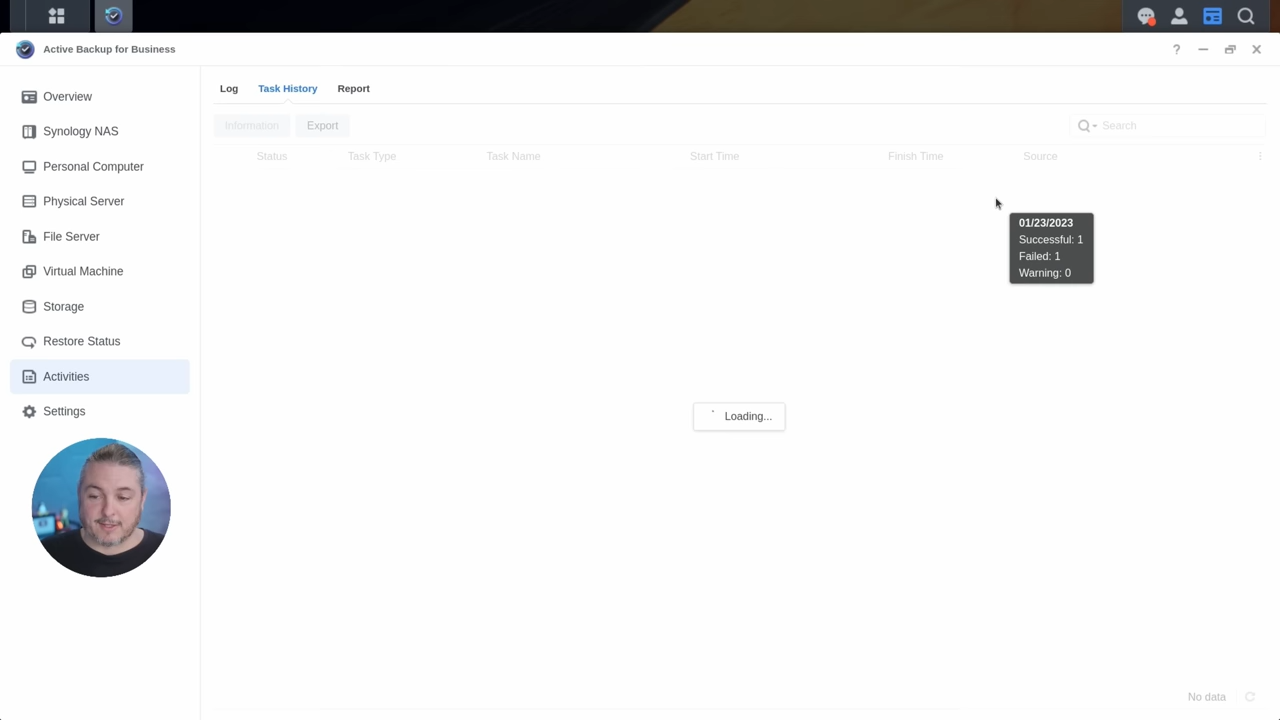 Active Backup for Business
?
Overview
Synology NAS
Personal Computer
Physical Server
File Server
Virtual Machine
Storage
Restore Status
Activities
Settings
Log Task History Report
Information Export
Search
Status Task Type Task Name Start Time Finish Time Source
01/23/2023
Successful: 1
Failed: 1
Warning: 0
Loading...
No data